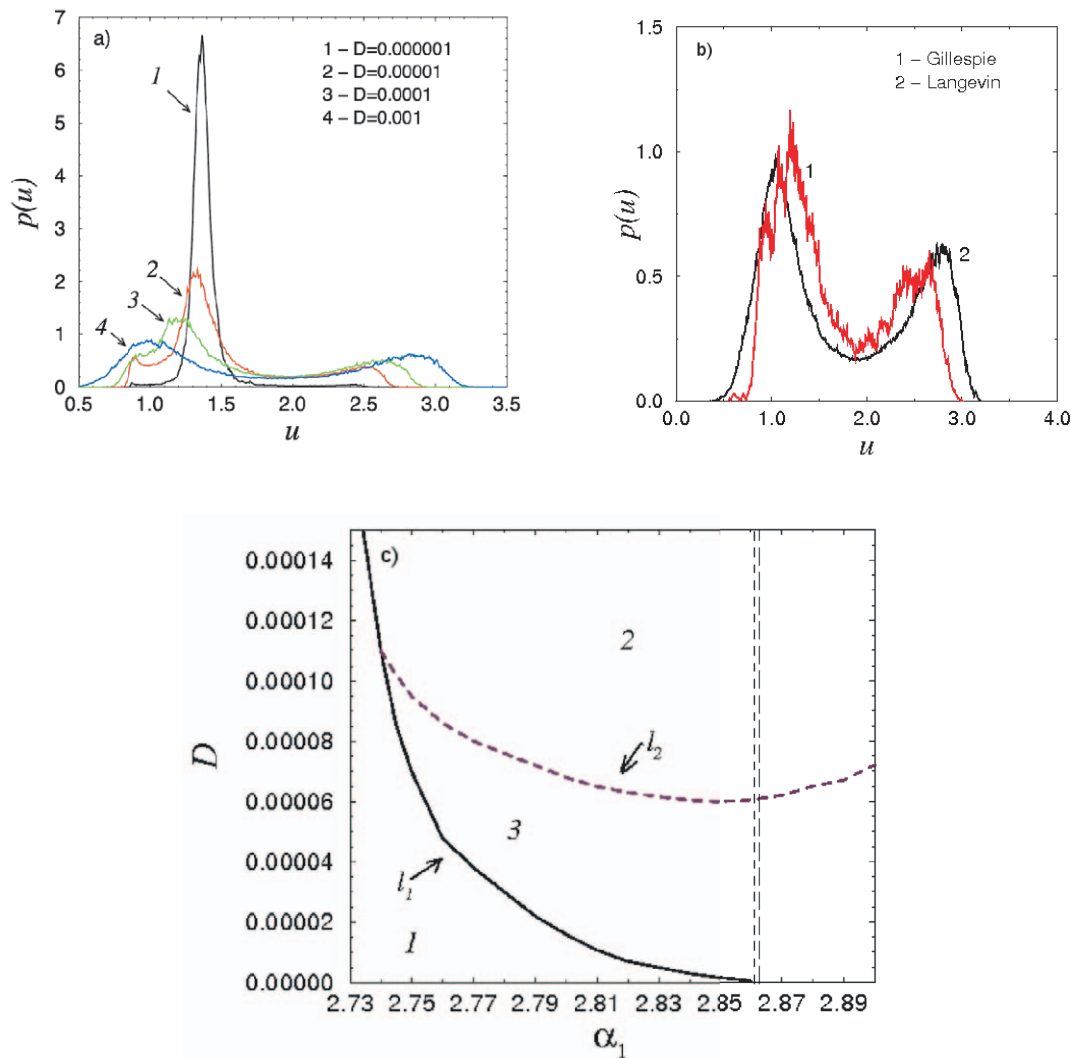 a)
1 – D=0.000001
2 – D=0.00001
3 – D=0.0001
4 – D=0.001
1
2
3
4
p(u)
7
6
5
4
3
2
1
0
0.5 1.0 1.5 2.0 2.5 3.0 3.5
u
b)
1 – Gillespie
2 – Langevin
1
2
p(u)
1.5
1.0
0.5
0.0
0.0 1.0 2.0 3.0 4.0
u
c)
0.00014
0.00012
0.00010
0.00008
0.00006
0.00004
0.00002
0.00000
D
2
l2
3
l1
1
2.73 2.75 2.77 2.79 2.81 2.83 2.85 2.87 2.89
α1